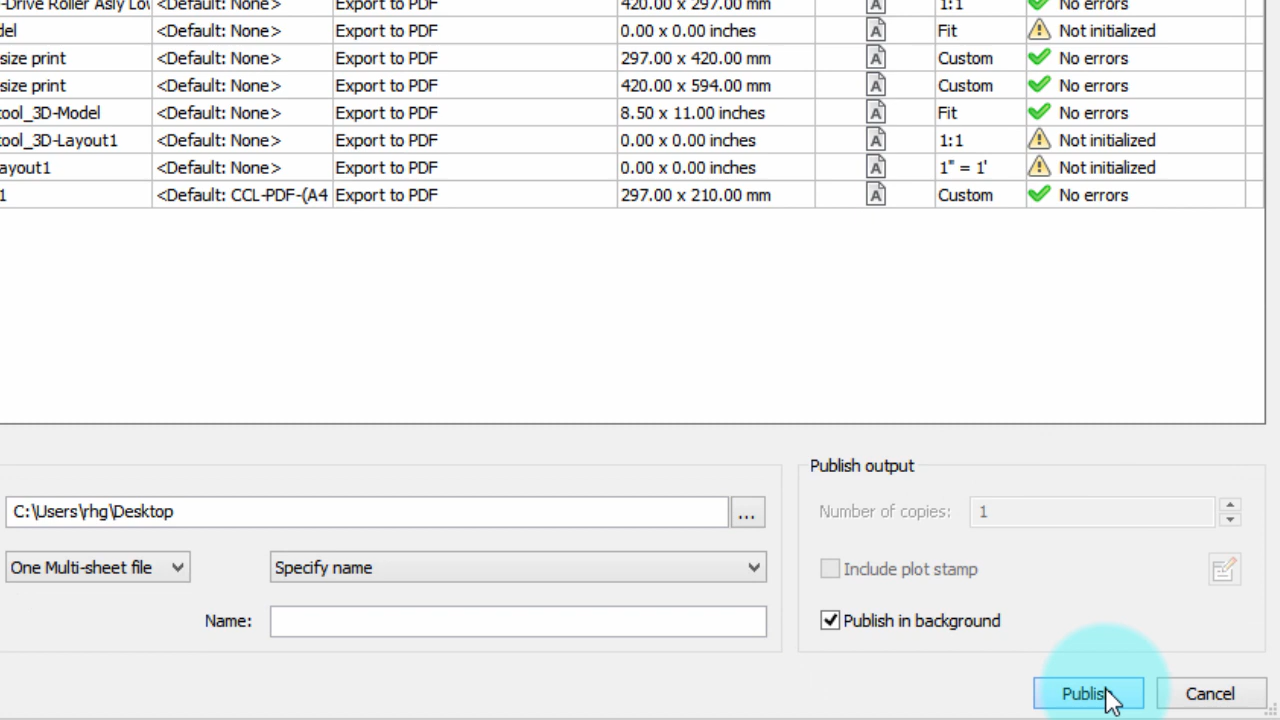 -Drive Roller Asly Lo <Default: None> Export to PDF 420.00 x 297.00 mm 1:1 No errors
del <Default: None> Export to PDF 0.00 x 0.00 inches Fit Not initialized
size print <Default: None> Export to PDF 297.00 x 420.00 mm Custom No errors
size print <Default: None> Export to PDF 420.00 x 594.00 mm Custom No errors
tool_3D-Model <Default: None> Export to PDF 8.50 x 11.00 inches Fit No errors
tool_3D-Layout1 <Default: None> Export to PDF 0.00 x 0.00 inches 1:1 Not initialized
ayout1 <Default: None> Export to PDF 0.00 x 0.00 inches 1" = 1' Not initialized
1 <Default: CCL-PDF-(A4 Export to PDF 297.00 x 210.00 mm Custom No errors
Publish output
C:\Users\rhg\Desktop ... Number of copies: 1
One Multi-sheet file Specify name Include plot stamp
Name: Publish in background
Publish Cancel